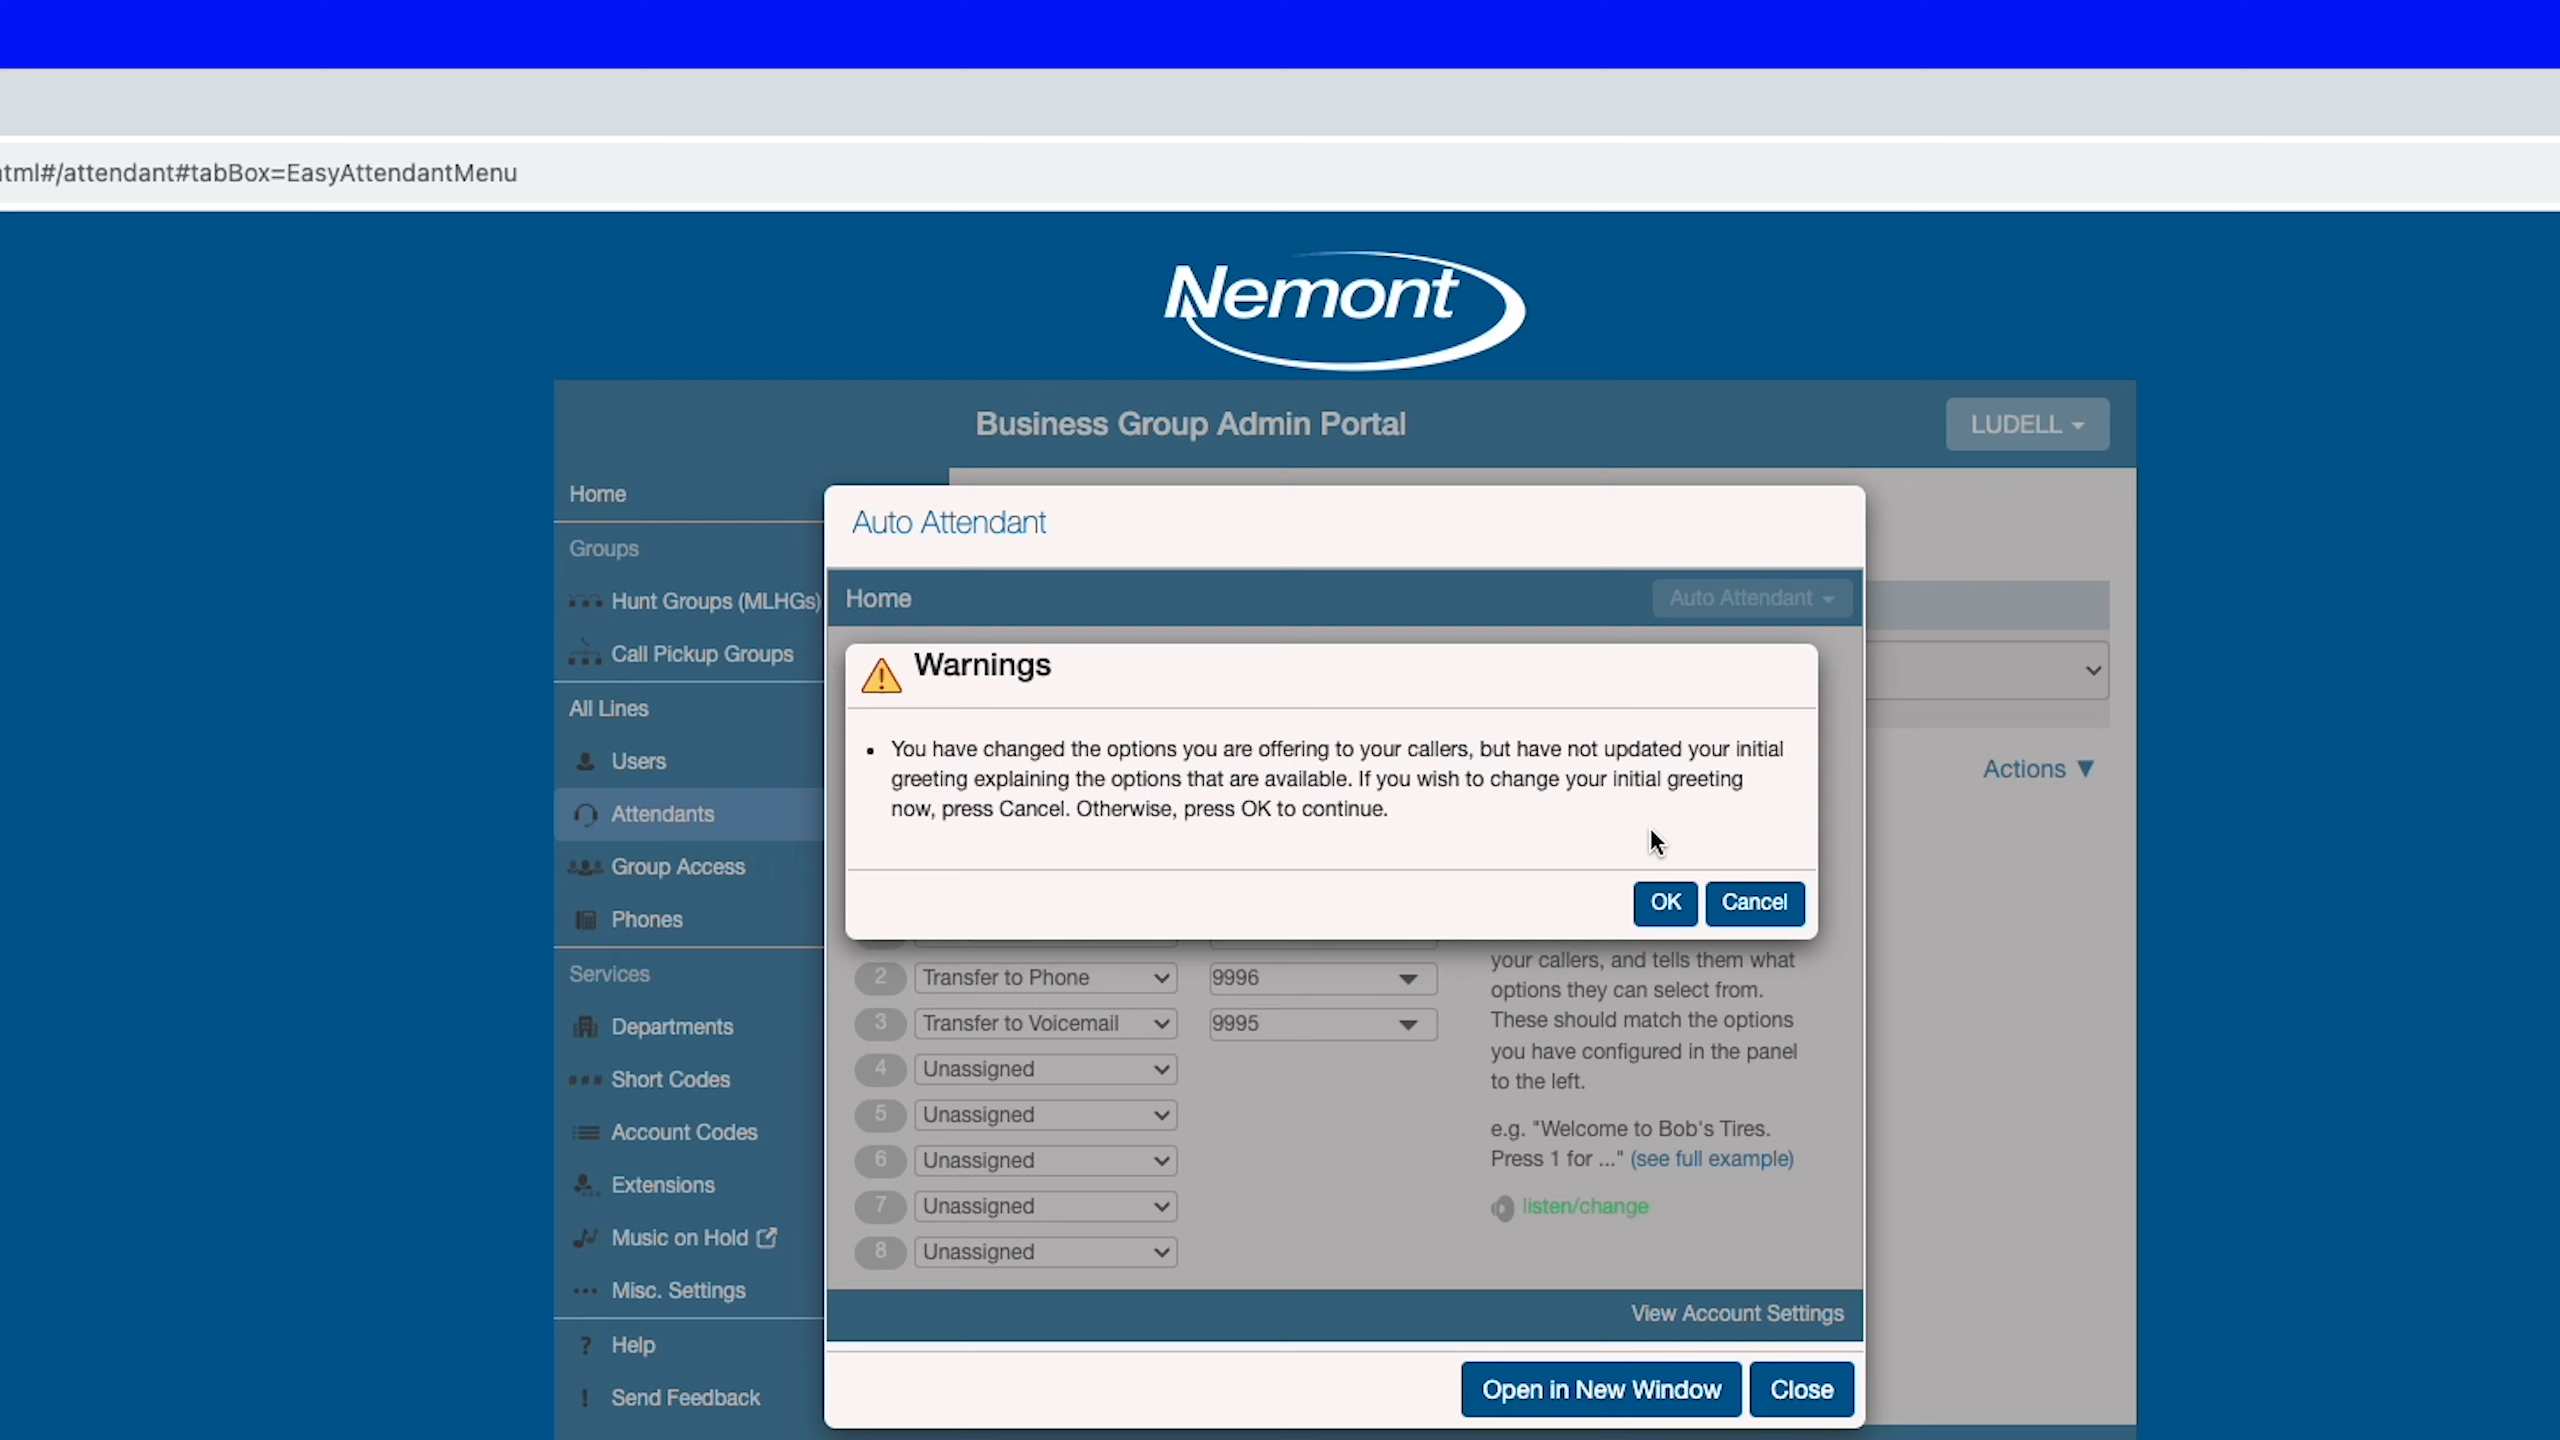 tml#/attendant#tabBox=EasyAttendantMenu
Nemont
Business Group Admin Portal
LUDELL
Home
Groups
Hunt Groups (MLHGs)
Call Pickup Groups
All Lines
Users
Attendants
Group Access
Phones
Services
Departments
Short Codes
Account Codes
Extensions
Music on Hold
Misc. Settings
Help
Send Feedback
Auto Attendant
Home
Auto Attendant
Warnings
• You have changed the options you are offering to your callers, but have not updated your initial
greeting explaining the options that are available. If you wish to change your initial greeting
now, press Cancel. Otherwise, press OK to continue.
OK Cancel
Actions ▼
2 Transfer to Phone 9996
3 Transfer to Voicemail 9995
4 Unassigned
5 Unassigned
6 Unassigned
7 Unassigned
8 Unassigned
your callers, and tells them what
options they can select from.
These should match the options
you have configured in the panel
to the left.
e.g. "Welcome to Bob's Tires.
Press 1 for ..." (see full example)
listen/change
View Account Settings
Open in New Window Close